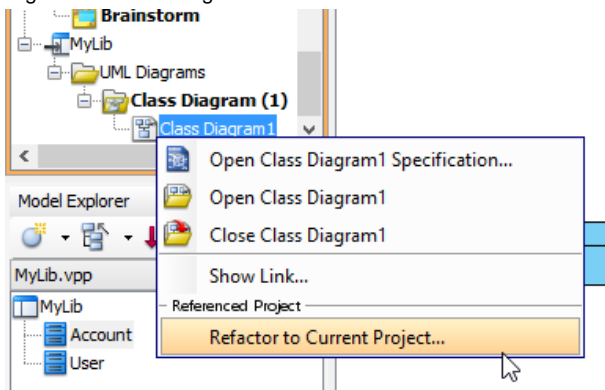 Brainstorm
MyLib
UML Diagrams
Class Diagram (1)
Class Diagram1
Open Class Diagram1 Specification...
Open Class Diagram1
Close Class Diagram1
Show Link...
Referenced Project
Refactor to Current Project...
Model Explorer
MyLib.vpp
MyLib
Account
User